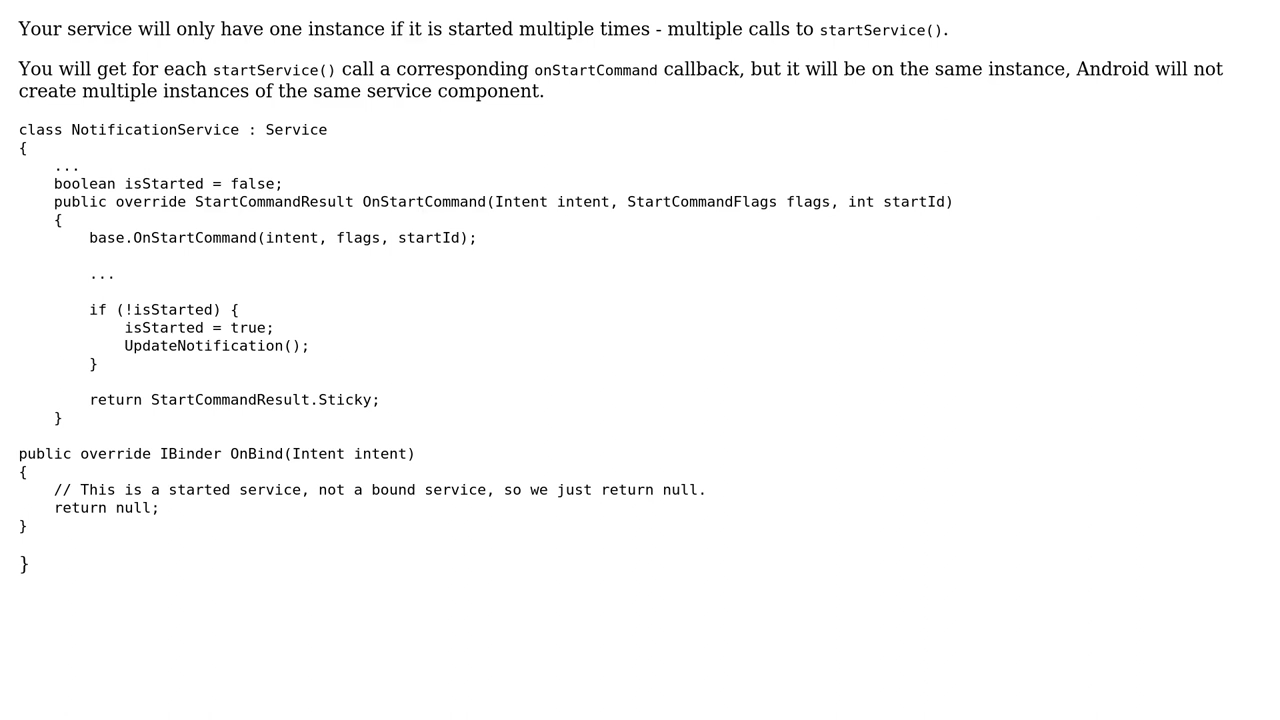 Your service will only have one instance if it is started multiple times - multiple calls to startService().
You will get for each startService() call a corresponding onStartCommand callback, but it will be on the same instance, Android will not
create multiple instances of the same service component.
class NotificationService : Service
{
    ...
    boolean isStarted = false;
    public override StartCommandResult OnStartCommand(Intent intent, StartCommandFlags flags, int startId)
    {
        base.OnStartCommand(intent, flags, startId);
        ...
        if (!isStarted) {
            isStarted = true;
            UpdateNotification();
        }
        return StartCommandResult.Sticky;
    }
public override IBinder OnBind(Intent intent)
{
    // This is a started service, not a bound service, so we just return null.
    return null;
}
}